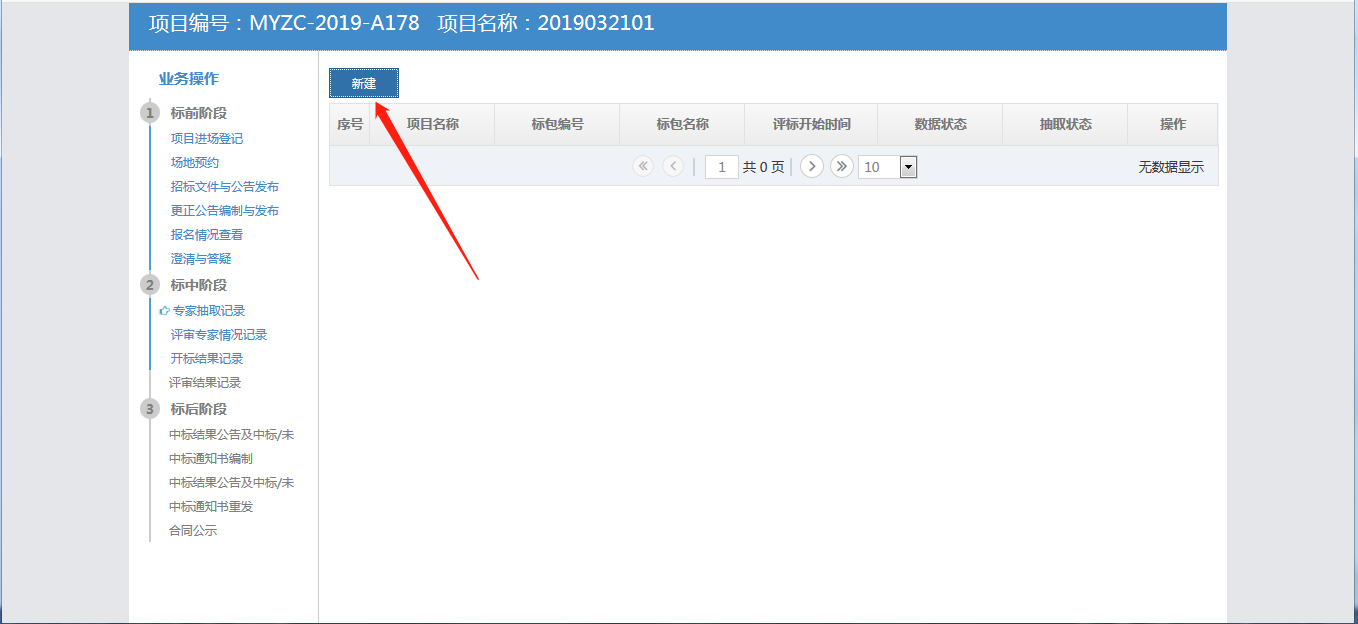 项目编号：MYZC-2019-A178 项目名称：2019032101
业务操作
1 标前阶段
项目进场登记
场地预约
招标文件与公告发布
更正公告编制与发布
报名情况查看
澄清与答疑
2 标中阶段
专家抽取记录
评审专家情况记录
开标结果记录
评审结果记录
3 标后阶段
中标结果公告及中标/未
中标通知书编制
中标结果公告及中标/未
中标通知书重发
合同公示
新建
序号 项目名称 标包编号 标包名称 评标开始时间 数据状态 抽取状态 操作
1 共 0 页 10 无数据显示